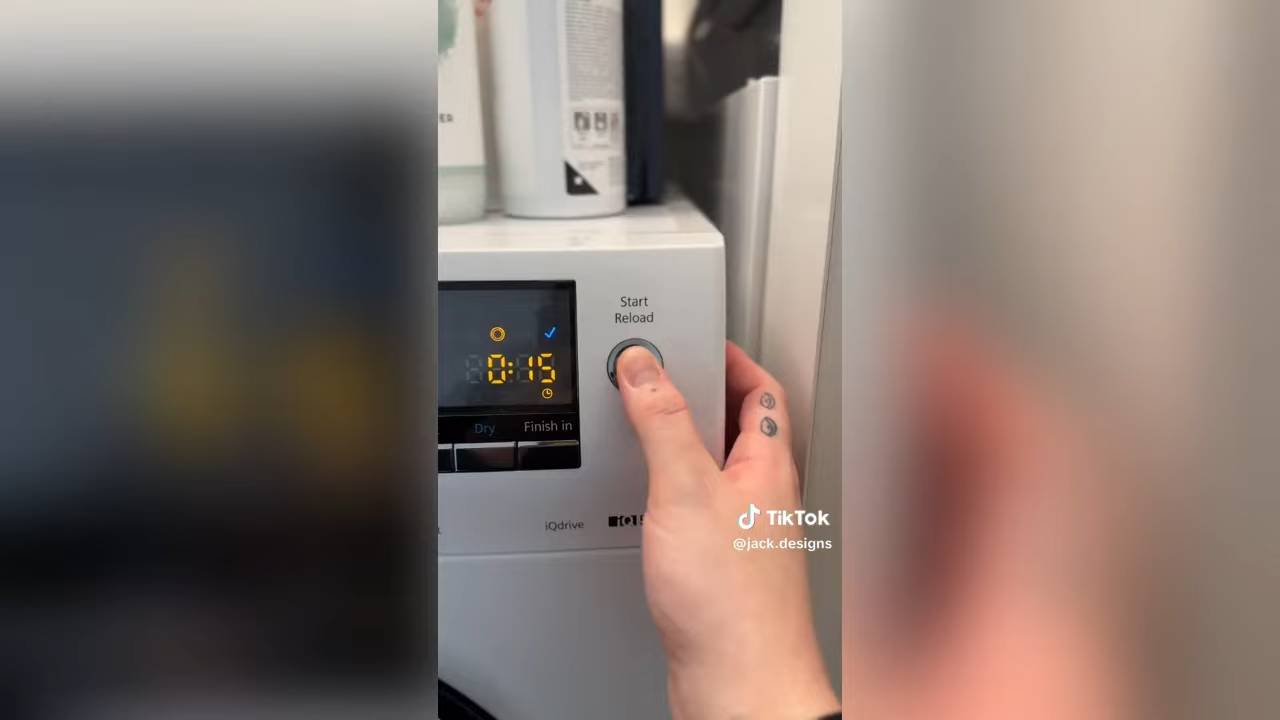 Start
Reload
0:15
Dry
Finish in
iQdrive
TikTok
@jack.designs